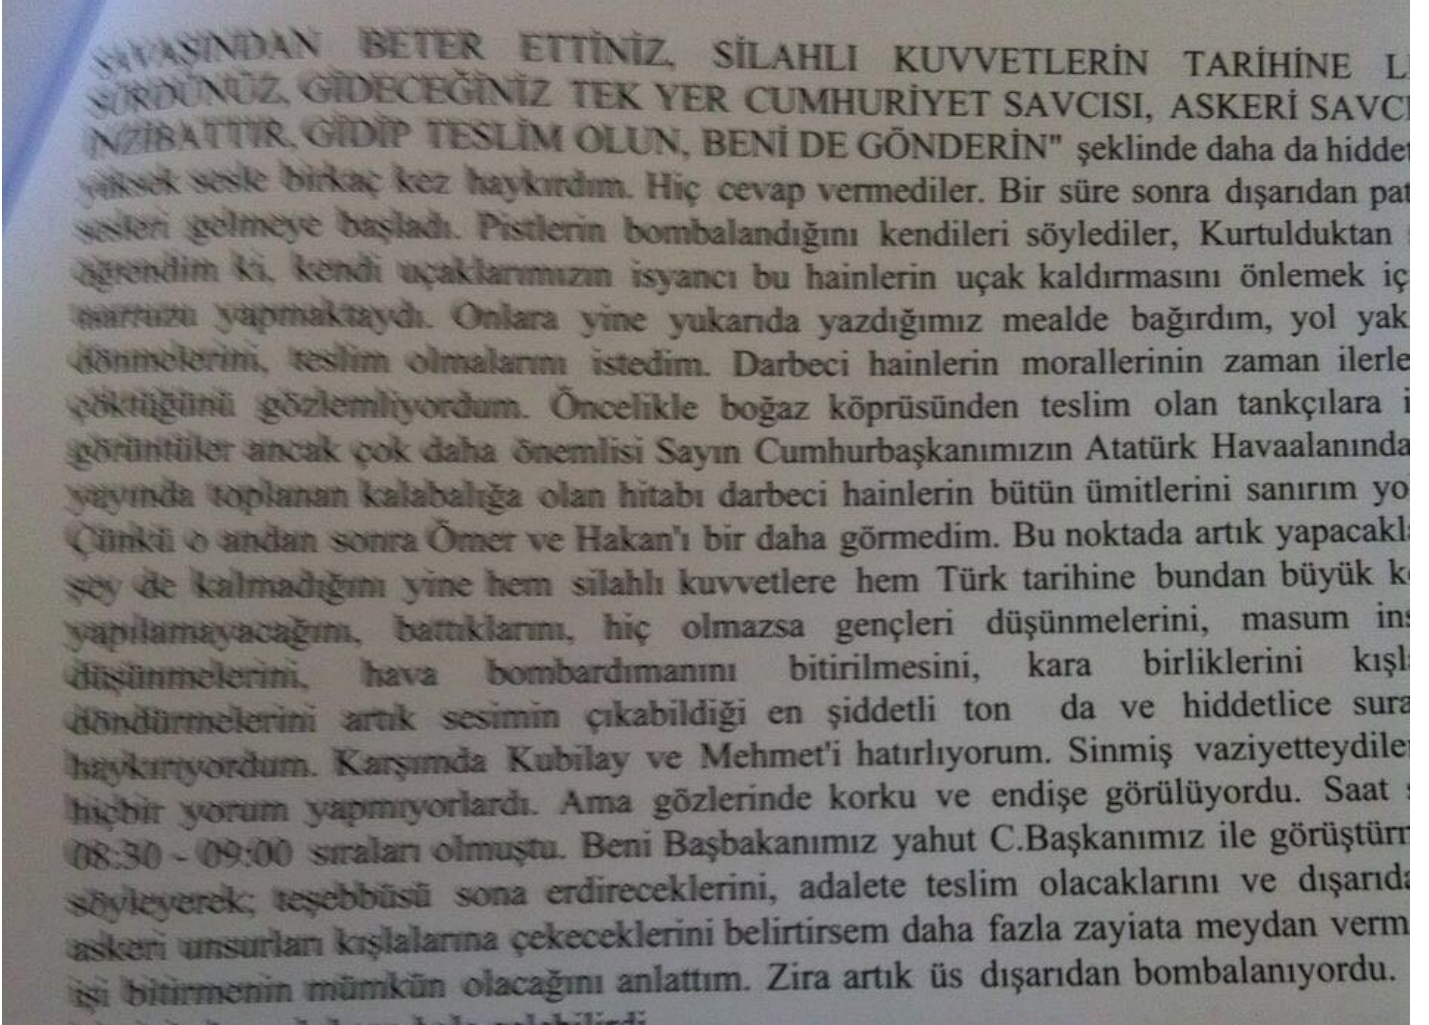 SAVAŞINDAN BETER ETTİNİZ, SİLAHLI KUVVETLERİN TARİHİNE
SÜRDÜNÜZ, GİDECEĞİNİZ TEK YER CUMHURİYET SAVCISI, ASKERİ
İNZİBATTIR, GİDİP TESLİM OLUN, BENİ DE GÖNDERİN" şeklinde daha da
yüksek sesle birkaç kez haykırdım. Hiç cevap vermediler. Bir süre sonra dışarıdan
sesleri gelmeye başladı. Pistlerin bombalandığını kendileri söylediler, Kurtulduktan
öğrendim ki, kendi uçaklarımızın isyancı bu hainlerin uçak kaldırmasını önlemek
taarruzu yapmaktaydı. Onlara yine yukarıda yazdığımız mealde bağırdım, yol
dönmelerini, teslim olmalarını istedim. Darbeci hainlerin morallerinin zaman
çöktüğünü gözlemliyordum. Öncelikle boğaz köprüsünden teslim olan tankçılara
görüntüler ancak çok daha önemlisi Sayın Cumhurbaşkanımızın Atatürk Havaalanında
yayında toplanan kalabalığa olan hitabı darbeci hainlerin bütün ümitlerini sanırım
Çünkü o andan sonra Ömer ve Hakan'ı bir daha görmedim. Bu noktada artık
şey de kalmadığını yine hem silahlı kuvvetlere hem Türk tarihine bundan büyük
yapılamayacağını, battıklarını, hiç olmazsa gençleri düşünmelerini, masum
düşünmelerini, hava bombardımanını bitirilmesini, kara birliklerini
döndürmelerini artık sesimin çıkabildiği en şiddetli ton da ve hiddetlice
haykırıyordum. Karşımda Kubilay ve Mehmet'i hatırlıyorum. Sinmiş
hiçbir yorum yapmıyorlardı. Ama gözlerinde korku ve endişe görülüyordu. Saat
08:30 - 09:00 sıraları olmuştu. Beni Başbakanımız yahut C.Başkanımız ile
söyleyerek; teşebbüsü sona erdireceklerini, adalete teslim olacaklarını ve
askeri unsurları kışlalarına çekeceklerini belirtirsem daha fazla zayiata meydan
işi bitirmenin mümkün olacağını anlattım. Zira artık üs dışarıdan bombalanıyordu.